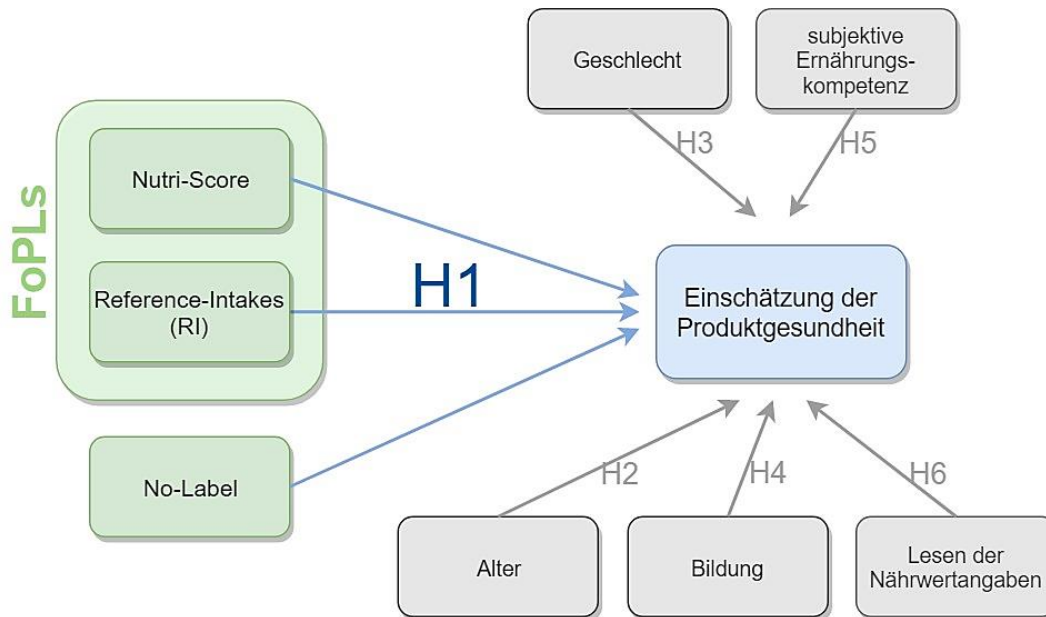 Geschlecht
subjektive
Ernährungs-
kompetenz
H3
H5
FoPLs
Nutri-Score
Reference-Intakes
(RI)
H1
Einschätzung der
Produktgesundheit
No-Label
H2
H4
H6
Alter
Bildung
Lesen der
Nährwertangaben